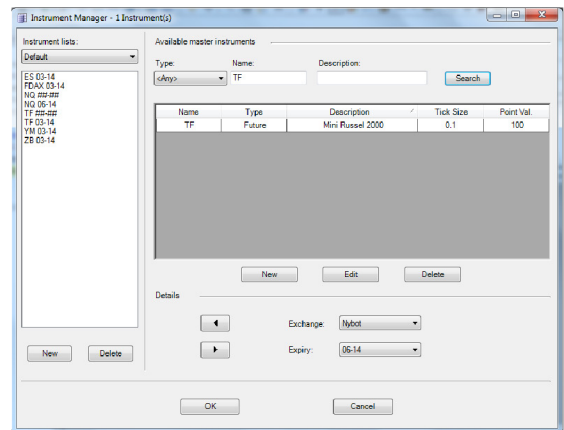 Instrument Manager - 1 Instrument(s)
Instrument lists:
Default
ES 03-14
FDAX 03-14
NQ ##-##
NQ 06-14
TF ##-##
TF 03-14
YM 03-14
ZB 03-14
New Delete
Available master instruments
Type: Name: Description:
<Any> TF Search
Name Type Description Tick Size Point Val.
TF Future Mini Russel 2000 0.1 100
New Edit Delete
Details
Exchange: Nybot
Expiry: 06-14
OK Cancel